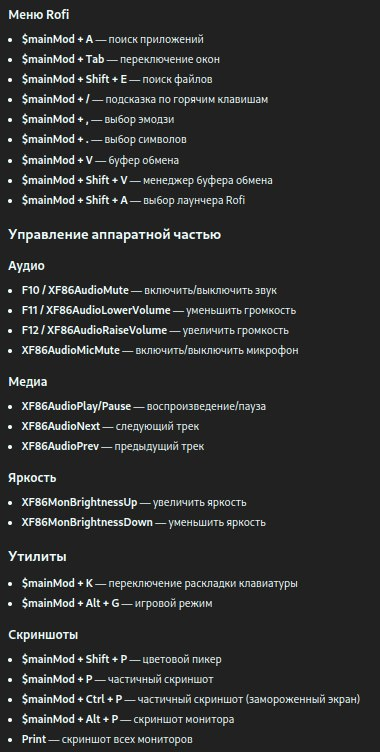 Меню Rofi
• $mainMod + A — поиск приложений
• $mainMod + Tab — переключение окон
• $mainMod + Shift + E — поиск файлов
• $mainMod + / — подсказка по горячим клавишам
• $mainMod + , — выбор эмодзи
• $mainMod + . — выбор символов
• $mainMod + V — буфер обмена
• $mainMod + Shift + V — менеджер буфера обмена
• $mainMod + Shift + A — выбор лаунчера Rofi
Управление аппаратной частью
Аудио
• F10 / XF86AudioMute — включить/выключить звук
• F11 / XF86AudioLowerVolume — уменьшить громкость
• F12 / XF86AudioRaiseVolume — увеличить громкость
• XF86AudioMicMute — включить/выключить микрофон
Медиа
• XF86AudioPlay/Pause — воспроизведение/пауза
• XF86AudioNext — следующий трек
• XF86AudioPrev — предыдущий трек
Яркость
• XF86MonBrightnessUp — увеличить яркость
• XF86MonBrightnessDown — уменьшить яркость
Утилиты
• $mainMod + K — переключение раскладки клавиатуры
• $mainMod + Alt + G — игровой режим
Скриншоты
• $mainMod + Shift + P — цветовой пикер
• $mainMod + P — частичный скриншот
• $mainMod + Ctrl + P — частичный скриншот (замороженный экран)
• $mainMod + Alt + P — скриншот монитора
• Print — скриншот всех мониторов